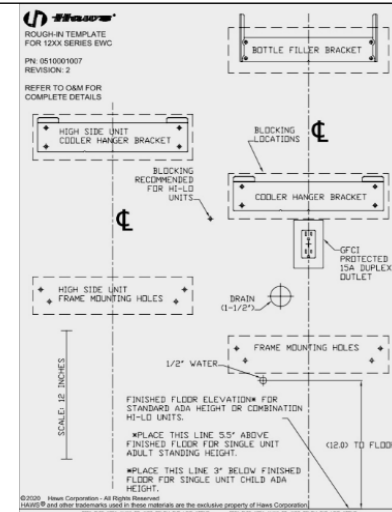 Haws
ROUGH-IN TEMPLATE
FOR 12XX SERIES EWC
PN: 0510001007
REVISION: 2
REFER TO O&M FOR
COMPLETE DETAILS
BOTTLE FILLER BRACKET
HIGH SIDE UNIT
COOLER HANGER BRACKET
BLOCKING
LOCATIONS
℄
BLOCKING
RECOMMENDED
FOR HI-LO
UNITS
COOLER HANGER BRACKET
℄
GFCI
PROTECTED
15A DUPLEX
OUTLET
HIGH SIDE UNIT
FRAME MOUNTING HOLES
DRAIN
(1-1/2")
FRAME MOUNTING HOLES
1/2" WATER
SCALE: 12 INCHES
FINISHED FLOOR ELEVATION* FOR
STANDARD ADA HEIGHT OR COMBINATION
HI-LO UNITS.
*PLACE THIS LINE 5.5" ABOVE
FINISHED FLOOR FOR SINGLE UNIT
ADULT STANDING HEIGHT.
(12.0) TO FLOO
*PLACE THIS LINE 3" BELOW FINISHED
FLOOR FOR SINGLE UNIT CHILD ADA
HEIGHT.
©2020 Haws Corporation - All Rights Reserved
HAWS® and other trademarks used in these materials are the exclusive property of Haws Corporation